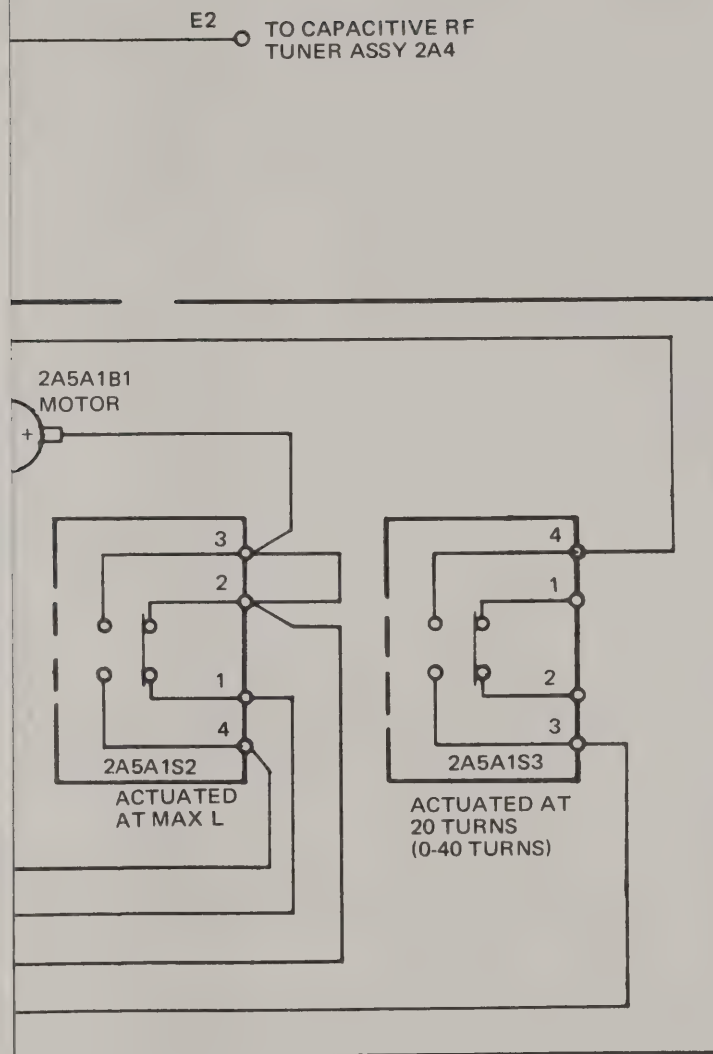 E2
TO CAPACITIVE RF
TUNER ASSY 2A4
2A5A1B1
MOTOR
+
3
2
1
4
2A5A1S2
ACTUATED
AT MAX L
4
1
2
3
2A5A1S3
ACTUATED AT
20 TURNS
(0-40 TURNS)